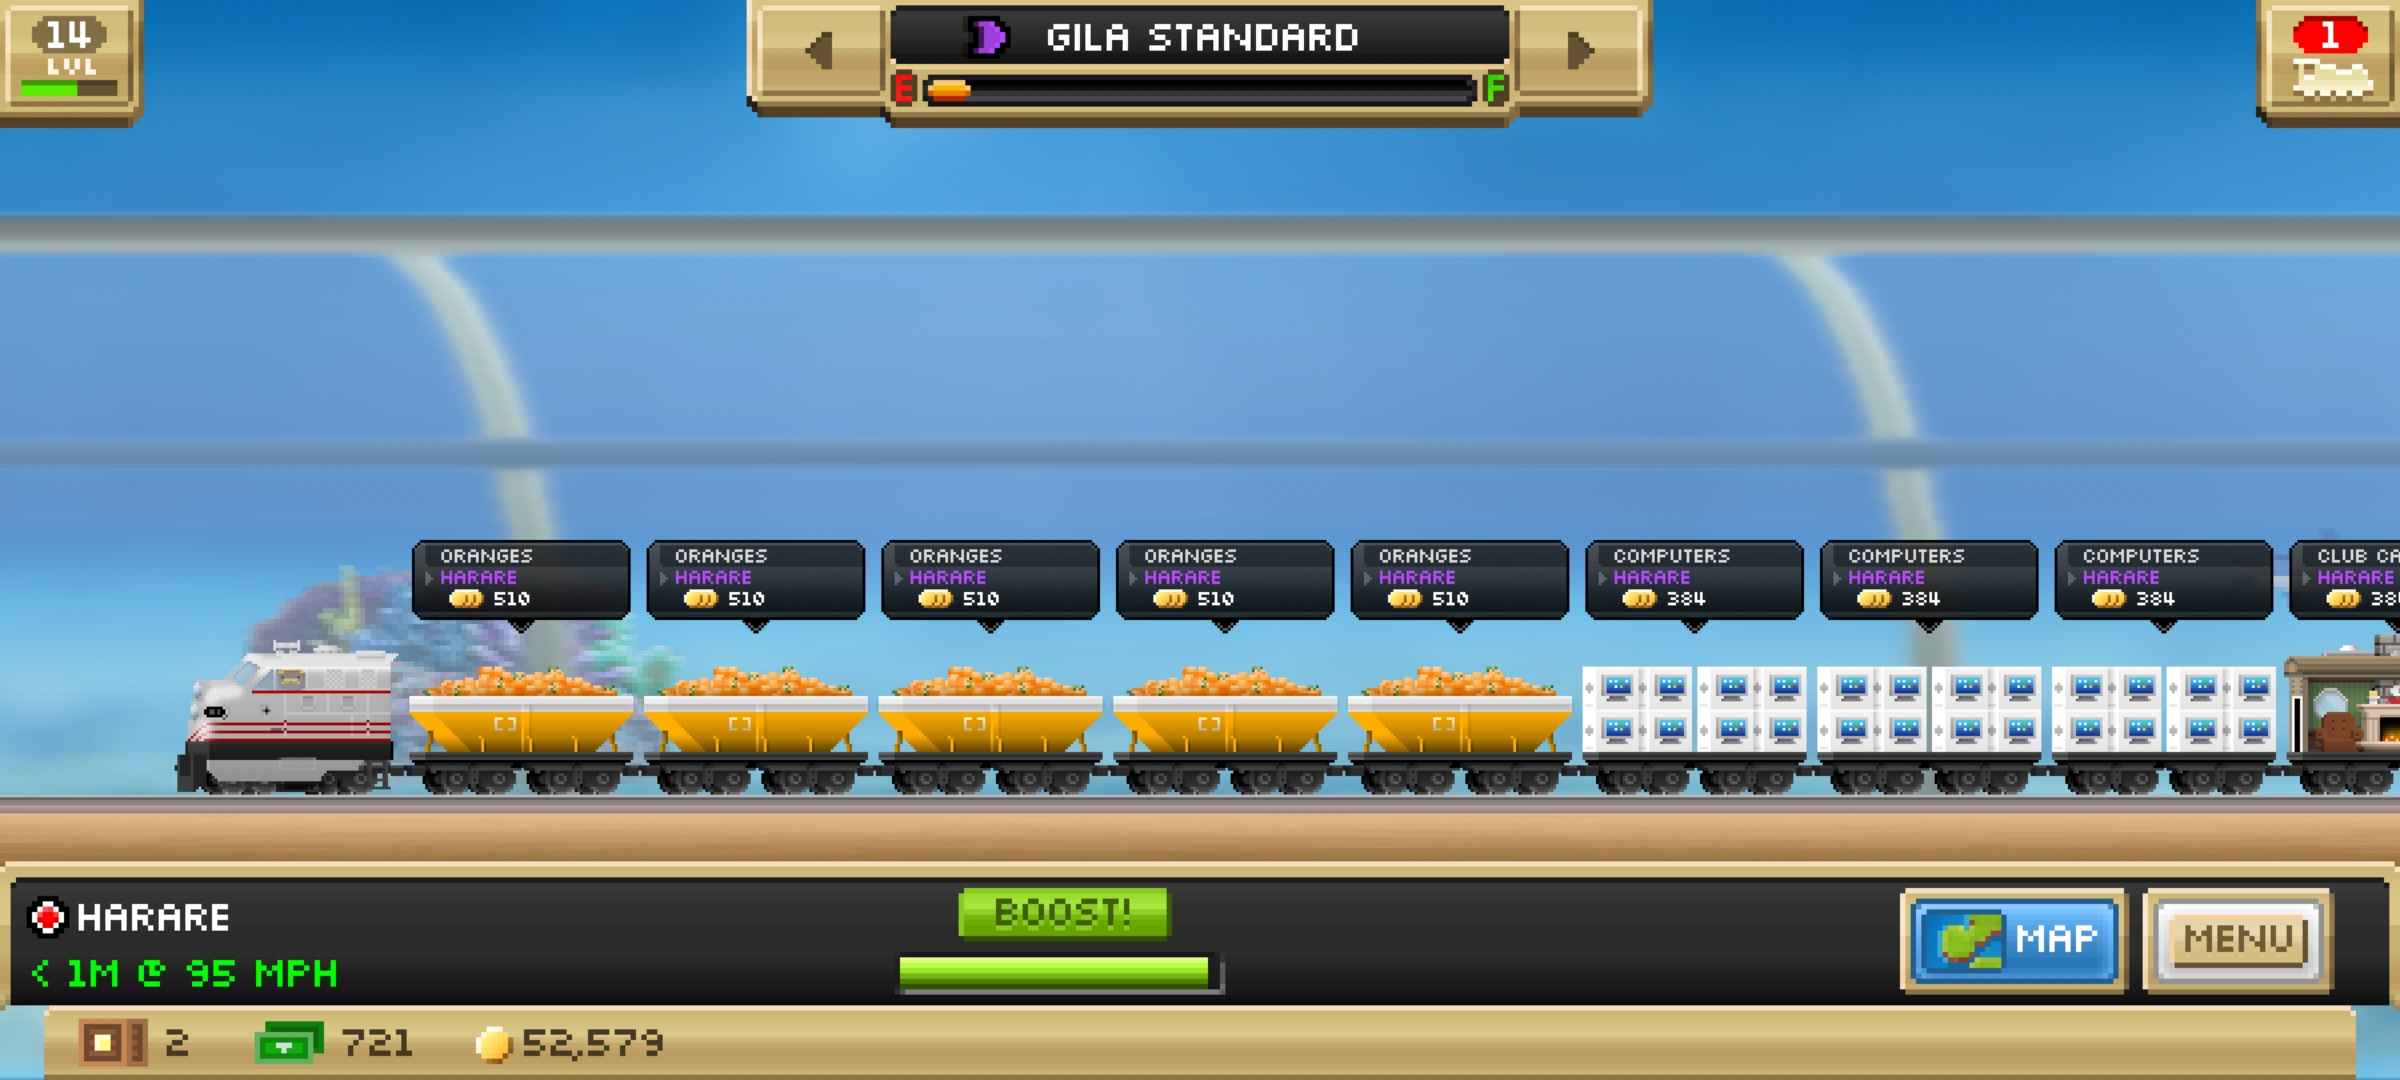 14
LVL
GILA STANDARD
E F
1
ORANGES
HARARE
510
ORANGES
HARARE
510
ORANGES
HARARE
510
ORANGES
HARARE
510
ORANGES
HARARE
510
COMPUTERS
HARARE
384
COMPUTERS
HARARE
384
COMPUTERS
HARARE
384
CLUB
HARARE
HARARE
< 1M @ 95 MPH
BOOST!
MAP
MENU
2
721
52,579